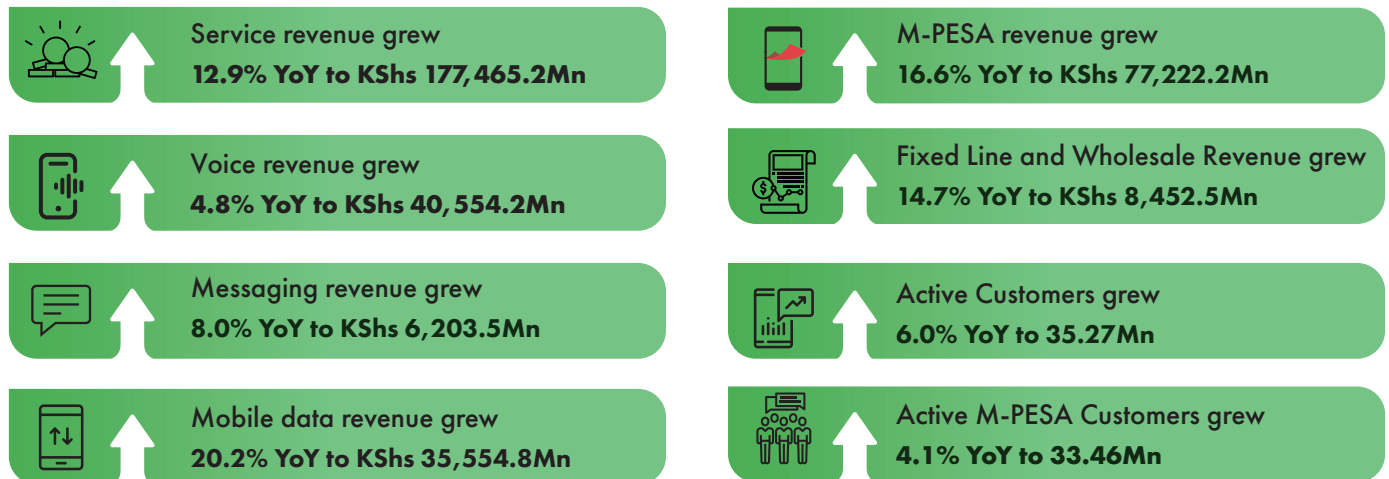 Service revenue grew
12.9% YoY to KShs 177,465.2Mn
Voice revenue grew
4.8% YoY to KShs 40,554.2Mn
Messaging revenue grew
8.0% YoY to KShs 6,203.5Mn
Mobile data revenue grew
20.2% YoY to KShs 35,554.8Mn
M-PESA revenue grew
16.6% YoY to KShs 77,222.2Mn
Fixed Line and Wholesale Revenue grew
14.7% YoY to KShs 8,452.5Mn
Active Customers grew
6.0% YoY to 35.27Mn
Active M-PESA Customers grew
4.1% YoY to 33.46Mn